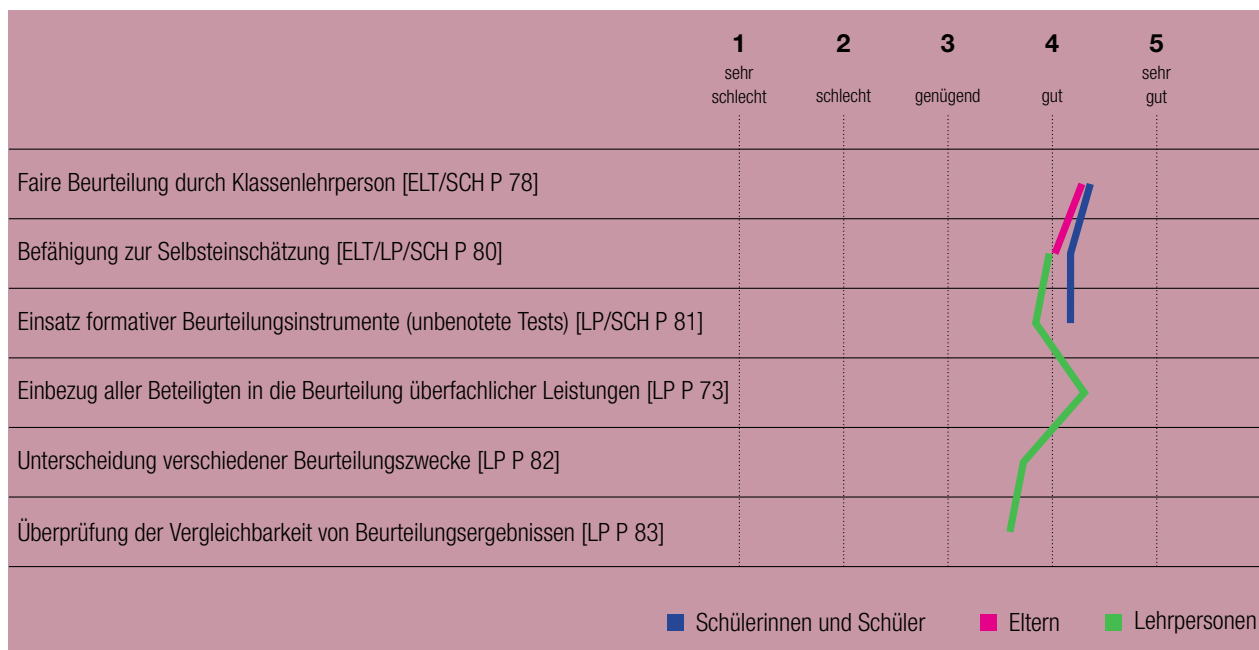 1 2 3 4 5
sehr schlecht schlecht genügend gut sehr gut
Faire Beurteilung durch Klassenlehrperson [ELT/SCH P 78]
Befähigung zur Selbsteinschätzung [ELT/LP/SCH P 80]
Einsatz formativer Beurteilungsinstrumente (unbenotete Tests) [LP/SCH P 81]
Einbezug aller Beteiligten in die Beurteilung überfachlicher Leistungen [LP P 73]
Unterscheidung verschiedener Beurteilungszwecke [LP P 82]
Überprüfung der Vergleichbarkeit von Beurteilungsergebnissen [LP P 83]
Schülerinnen und Schüler Eltern Lehrpersonen